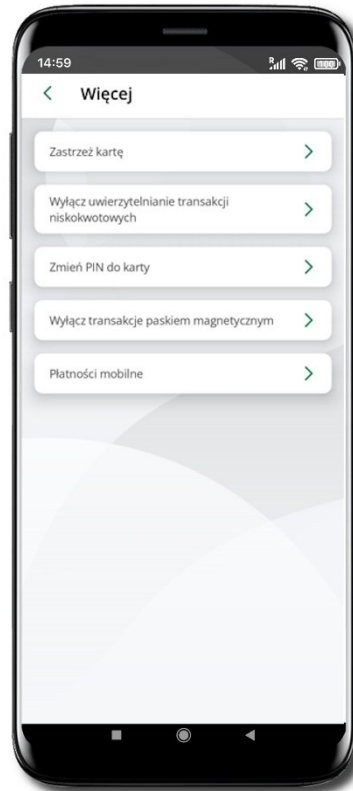 14:59
R
100
Więcej
Zastrzeż kartę
Wyłącz uwierzytelnianie transakcji
niskokwotowych
Zmień PIN do karty
Wyłącz transakcje paskiem magnetycznym
Płatności mobilne